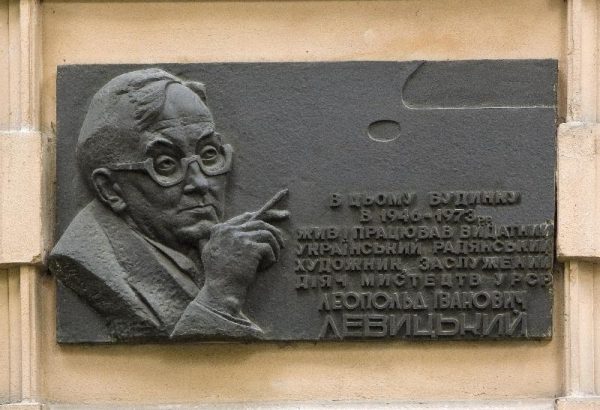 В ЦЬОМУ БУДИНКУ
В 1946-1973 рр
ЖИВ І ПРАЦЮВАВ ВИДАТНИЙ
УКРАЇНСЬКИЙ РАДЯНСЬКИЙ
ХУДОЖНИК, ЗАСЛУЖЕНИЙ
ДІЯЧ МИСТЕЦТВ УРСР
ЛЕОПОЛЬД ІВАНОВИЧ
ЛЕВИЦЬКИЙ